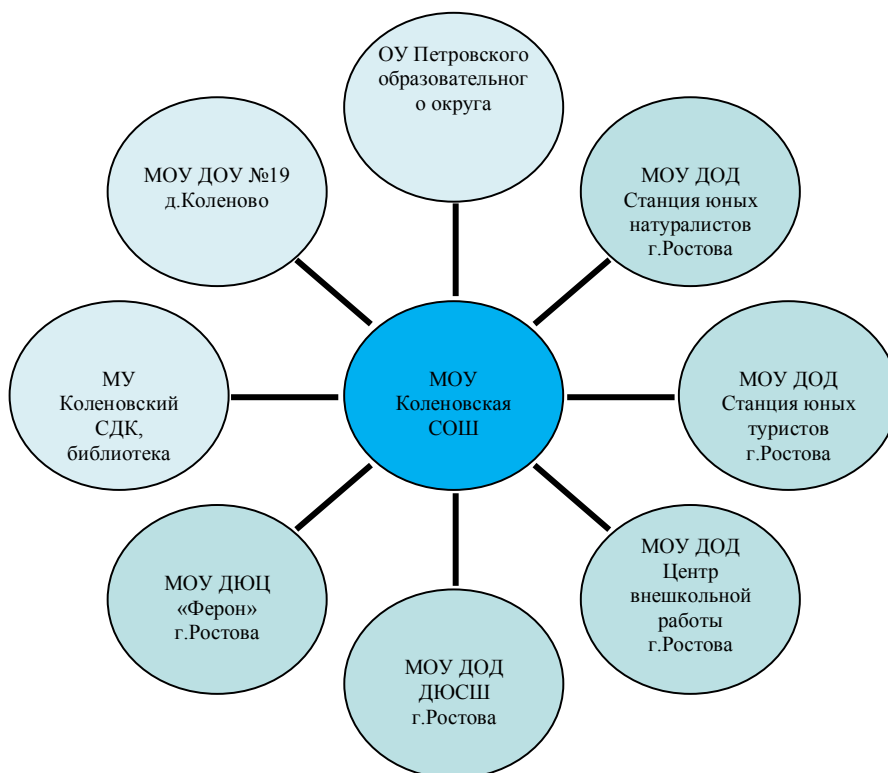 ОУ Петровского
образовательног
о округа
МОУ ДОУ №19
д.Коленово
МОУ ДОД
Станция юных
натуралистов
г.Ростова
МУ
Коленовский
СДК,
библиотека
МОУ
Коленовская
СОШ
МОУ ДОД
Станция юных
туристов
г.Ростова
МОУ ДЮЦ
«Ферон»
г.Ростова
МОУ ДОД
ДЮСШ
г.Ростова
МОУ ДОД
Центр
внешкольной
работы
г.Ростова